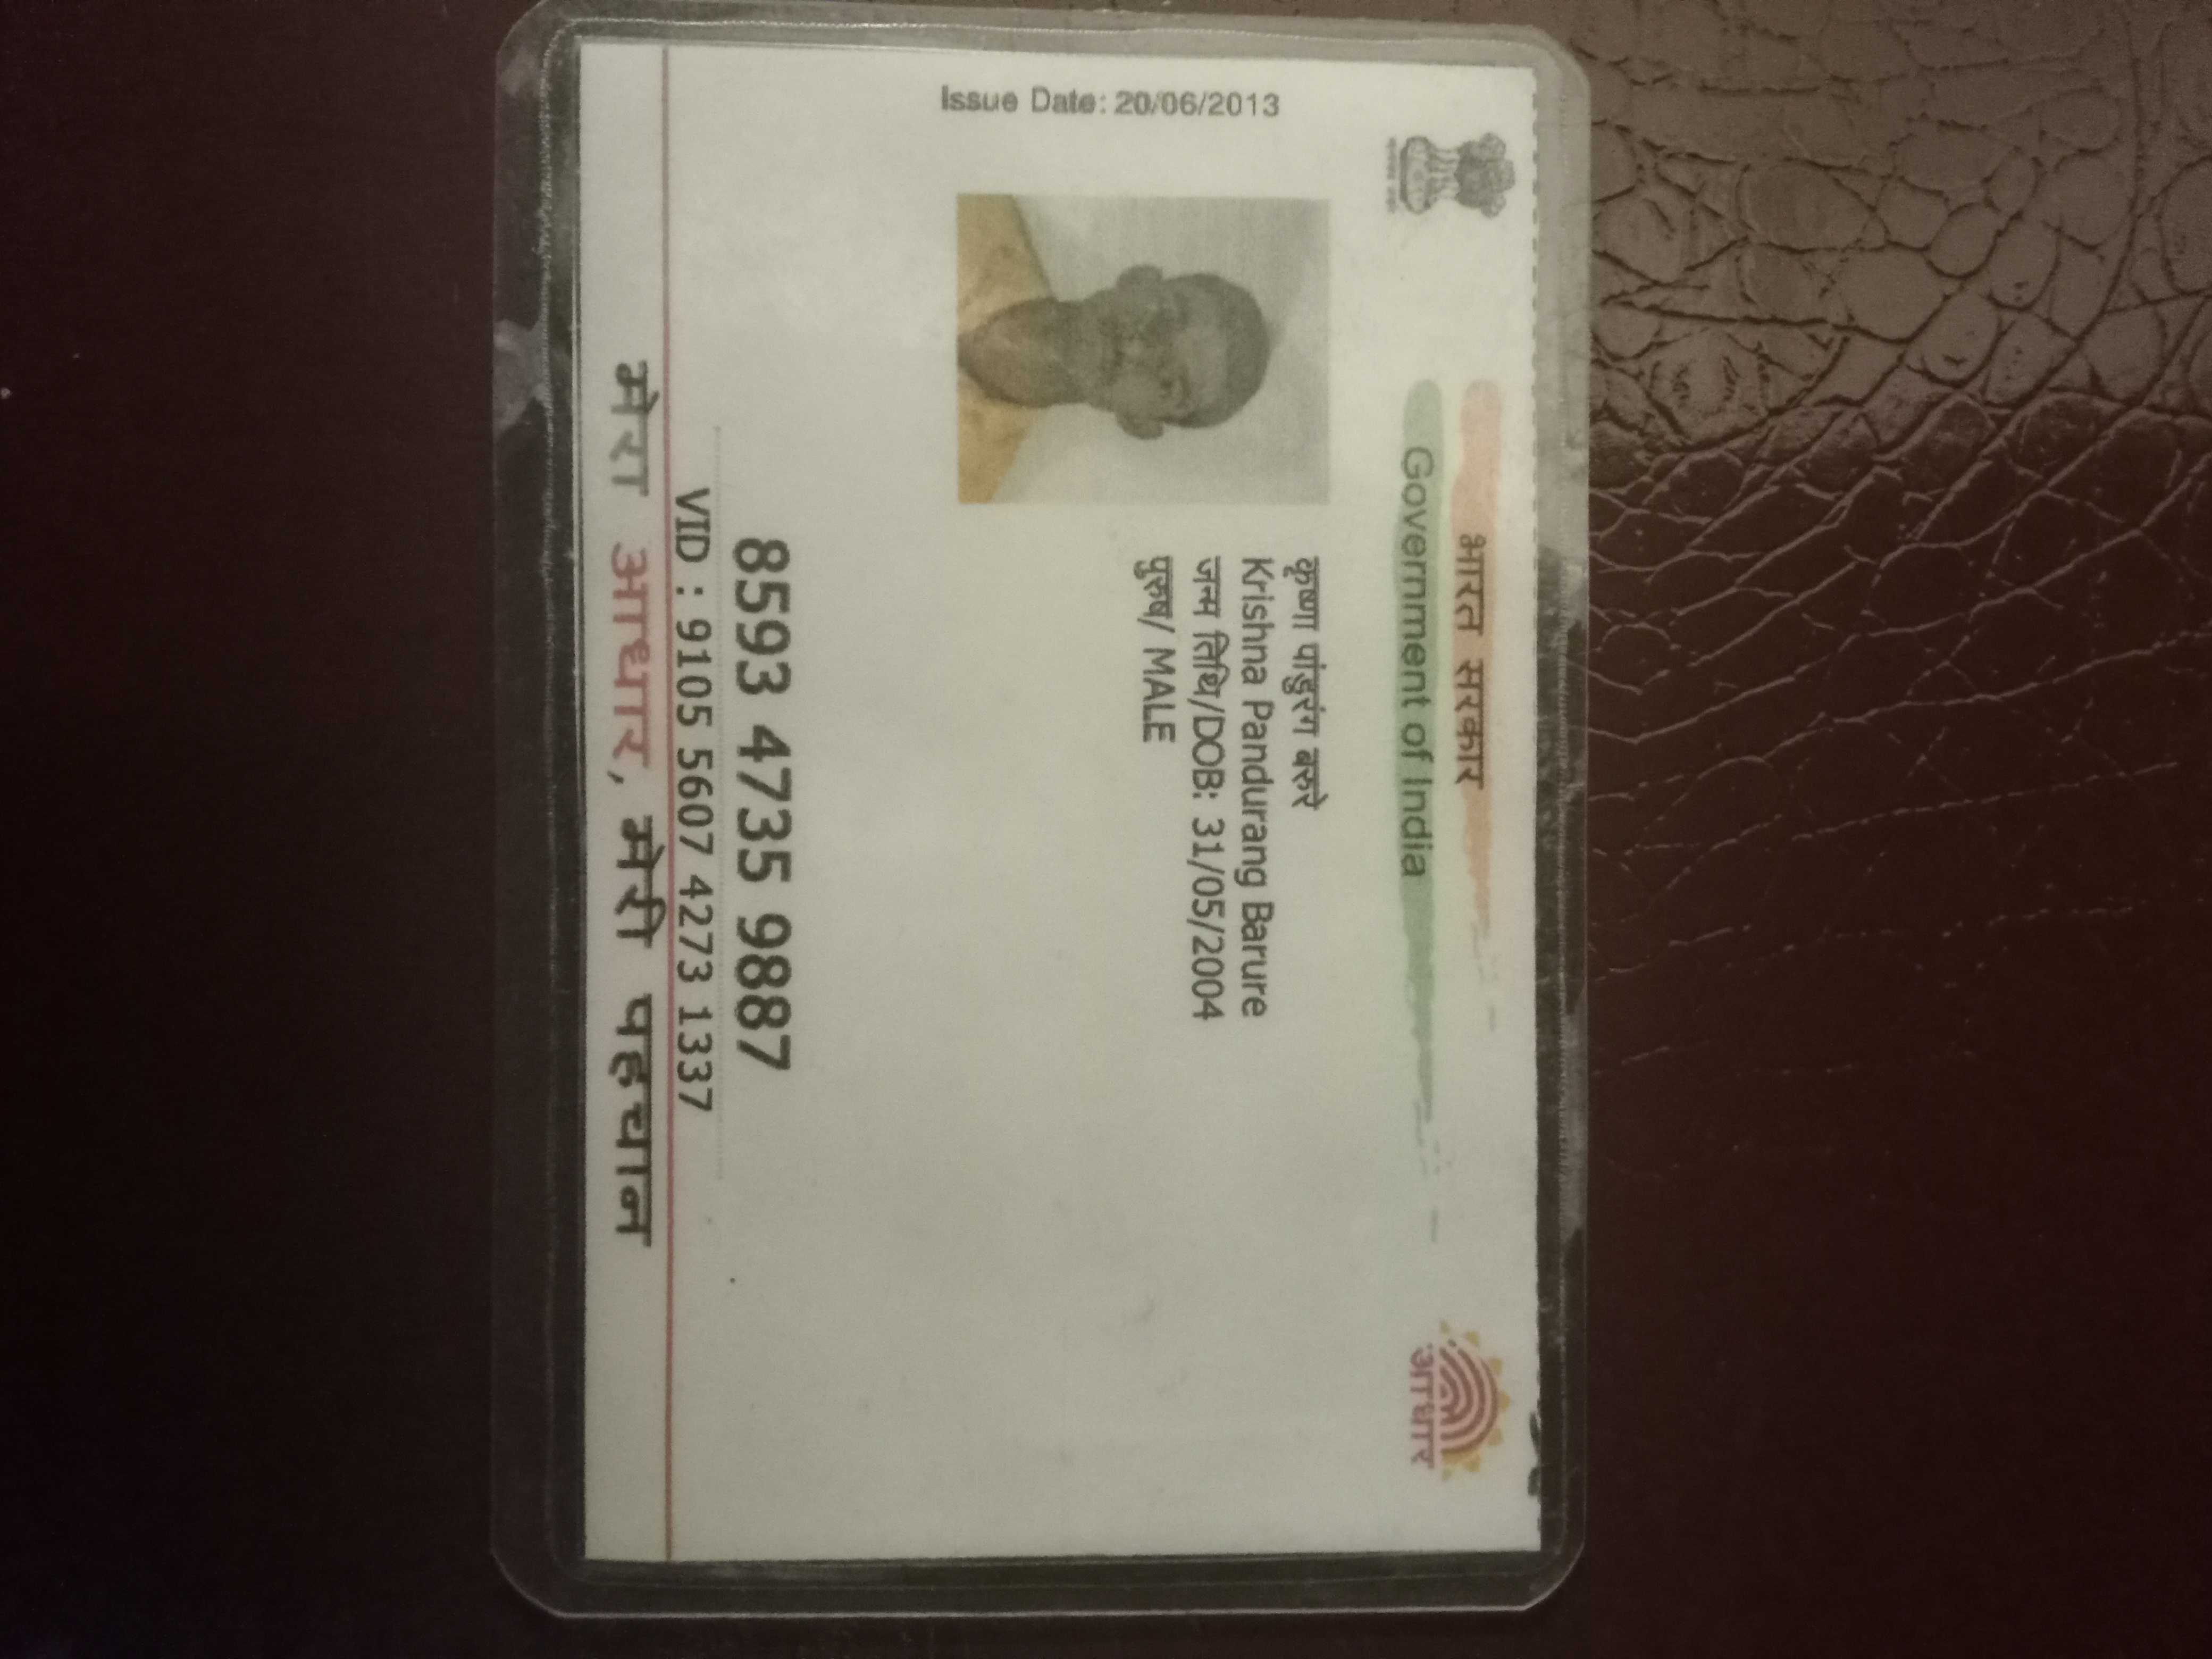 भारत सरकार
Government of India
Issue Date: 20/06/2013
कृष्णा पांडुरंग बरुरे
Krishna Pandurang Barure
जन्म तिथि/DOB: 31/05/2004
पुरुष/ MALE
8593 4735 9887
VID : 9105 5607 4273 1337
मेरा आधार, मेरी पहचान
आधार